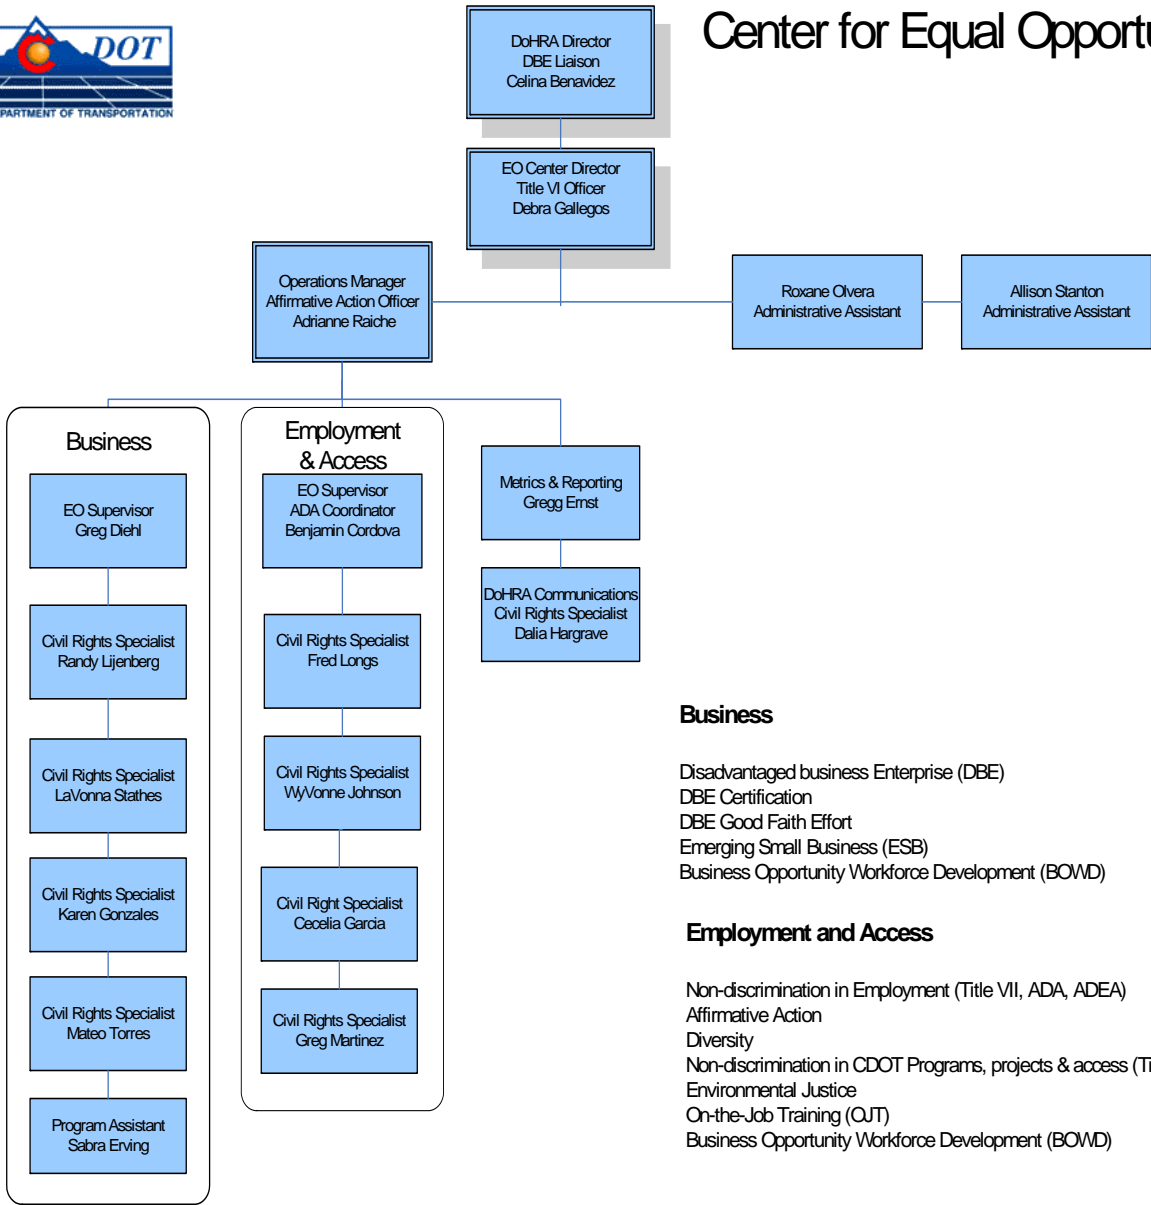 DOT
PARTMENT OF TRANSPORTATION
Center for Equal Opportu
DoHRA Director
DBE Liaison
Celina Benavidez
EO Center Director
Title VI Officer
Debra Gallegos
Operations Manager
Affirmative Action Officer
Adrianne Raiche
Roxane Olvera
Administrative Assistant
Allison Stanton
Administrative Assistant
Business
EO Supervisor
Greg Diehl
Civil Rights Specialist
Randy Lijenberg
Civil Rights Specialist
LaVonna Stathes
Civil Rights Specialist
Karen Gonzales
Civil Rights Specialist
Mateo Torres
Program Assistant
Sabra Erving
Employment
& Access
EO Supervisor
ADA Coordinator
Benjamin Cordova
Civil Rights Specialist
Fred Longs
Civil Rights Specialist
WyVonne Johnson
Civil Right Specialist
Cecelia Garcia
Civil Rights Specialist
Greg Martinez
Metrics & Reporting
Gregg Ernst
DoHRA Communications
Civil Rights Specialist
Dalia Hargrave
Business
Disadvantaged business Enterprise (DBE)
DBE Certification
DBE Good Faith Effort
Emerging Small Business (ESB)
Business Opportunity Workforce Development (BOWD)
Employment and Access
Non-discrimination in Employment (Title VII, ADA, ADEA)
Affirmative Action
Diversity
Non-discrimination in CDOT Programs, projects & access (Ti
Environmental Justice
On-the-Job Training (OJT)
Business Opportunity Workforce Development (BOWD)